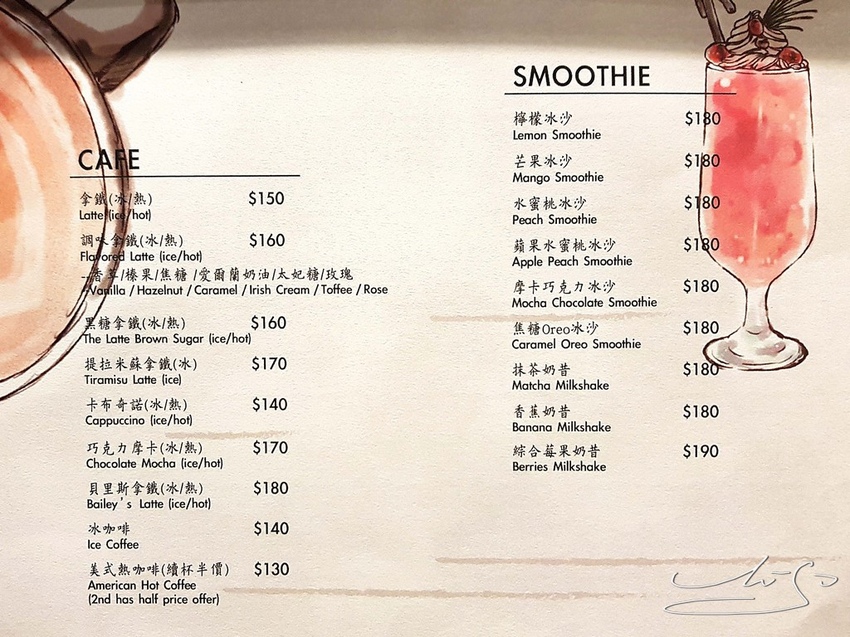 CAFE
拿鐵(冰/熱) $150
Latte (ice/hot)
調味拿鐵(冰/熱) $160
Flavored Latte (ice/hot)
--香草/榛果/焦糖/愛爾蘭奶油/太妃糖/玫瑰
--Vanilla / Hazelnut / Caramel / Irish Cream / Toffee / Rose
黑糖拿鐵(冰/熱) $160
The Latte Brown Sugar (ice/hot)
提拉米蘇拿鐵(冰) $170
Tiramisu Latte (ice)
卡布奇諾(冰/熱) $140
Cappuccino (ice/hot)
巧克力摩卡(冰/熱) $170
Chocolate Mocha (ice/hot)
貝里斯拿鐵(冰/熱) $180
Bailey's Latte (ice/hot)
冰咖啡 $140
Ice Coffee
美式熱咖啡(續杯半價) $130
American Hot Coffee
(2nd has half price offer)
SMOOTHIE
檸檬冰沙 $180
Lemon Smoothie
芒果冰沙 $180
Mango Smoothie
水蜜桃冰沙 $180
Peach Smoothie
蘋果水蜜桃冰沙 $180
Apple Peach Smoothie
摩卡巧克力冰沙 $180
Mocha Chocolate Smoothie
焦糖Oreo冰沙 $180
Caramel Oreo Smoothie
抹茶奶昔 $180
Matcha Milkshake
香蕉奶昔 $180
Banana Milkshake
綜合莓果奶昔 $190
Berries Milkshake